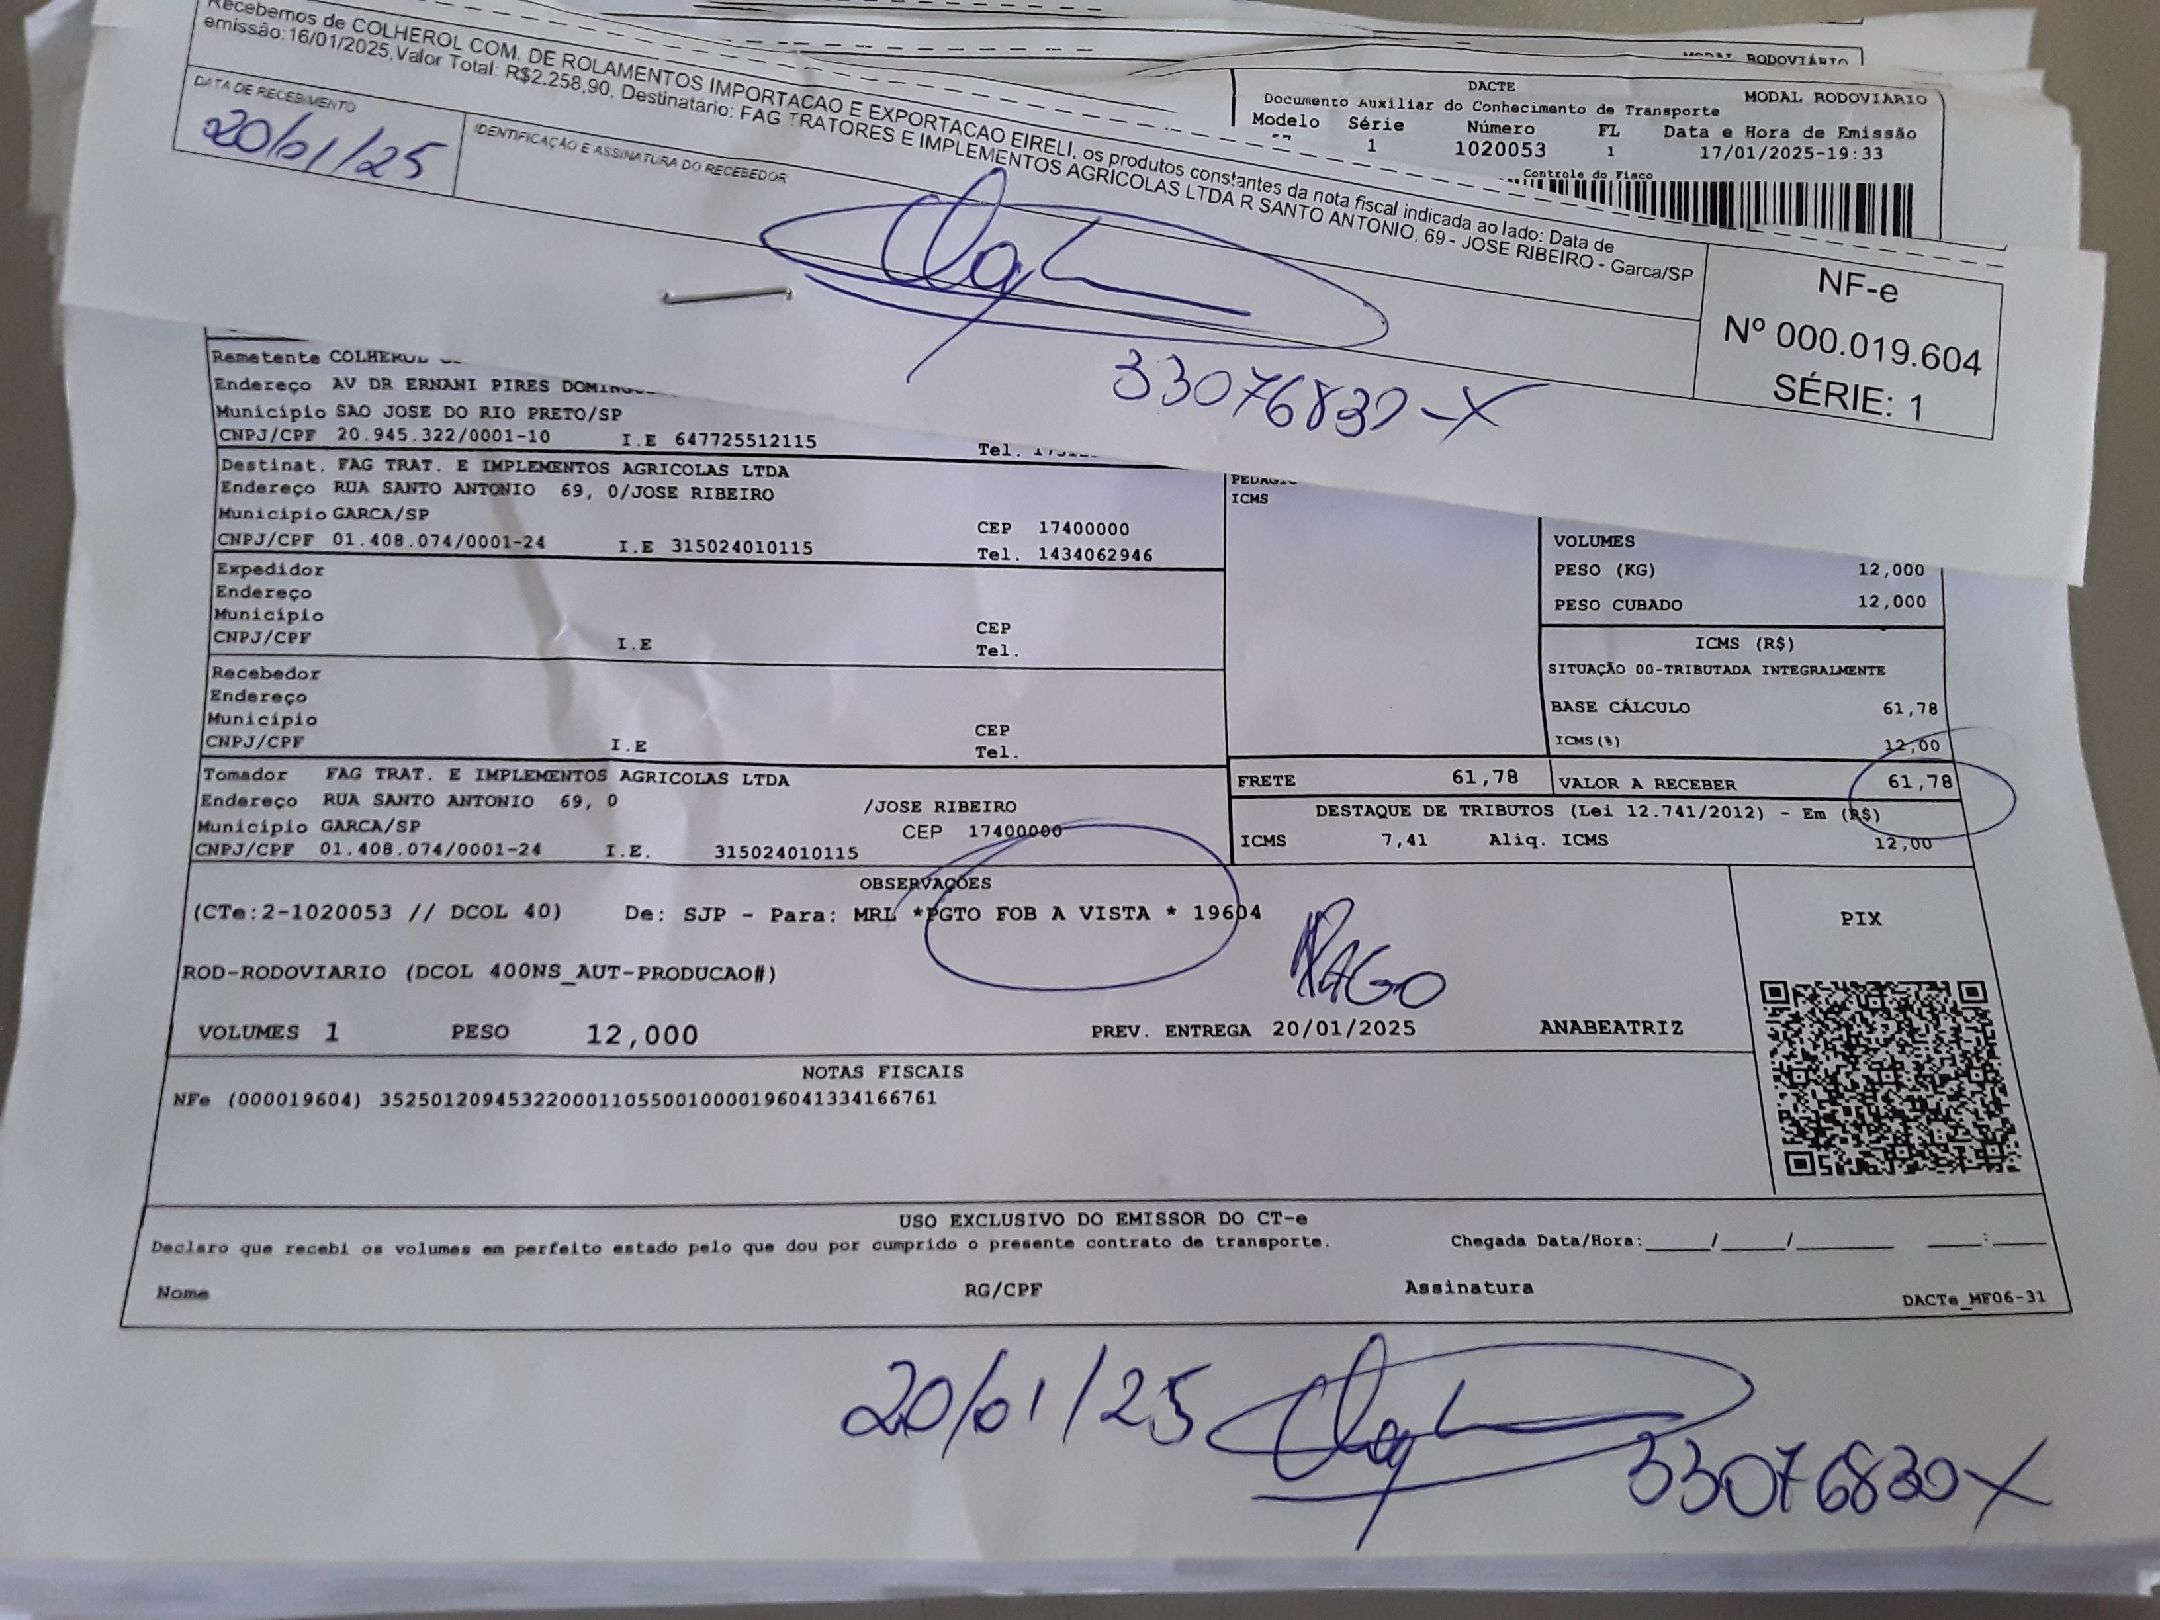 MODAL RODOVIÁRIO
Recebemos de COLHEROL COM. DE ROLAMENTOS IMPORTACAO E EXPORTACAO EIRELI, os produtos constantes da nota fiscal indicada ao lado: Data de
emissão:16/01/2025,Valor Total: R$2.258,90, Destinatário: FAG TRATORES E IMPLEMENTOS AGRICOLAS LTDA R SANTO ANTONIO, 69 - JOSE RIBEIRO - Garca/SP
DATA DE RECEBIMENTO
20/01/25
IDENTIFICAÇÃO E ASSINATURA DO RECEBEDOR
33076830-X
NF-e
Nº 000.019.604
SÉRIE: 1
DACTE
MODAL RODOVIÁRIO
Documento Auxiliar do Conhecimento de Transporte
Modelo Série Número FL Data e Hora de Emissão
1 1020053 1 17/01/2025-19:33
Controle do Fisco
Remetente COLHEROL
Endereço AV DR ERNANI PIRES
Município SAO JOSE DO RIO PRETO/SP
CNPJ/CPF 20.945.322/0001-10 I.E 647725512115 Tel.
Destinat. FAG TRAT. E IMPLEMENTOS AGRICOLAS LTDA
Endereço RUA SANTO ANTONIO 69, 0/JOSE RIBEIRO
Município GARCA/SP CEP 17400000
CNPJ/CPF 01.408.074/0001-24 I.E 315024010115 Tel. 1434062946
Expedidor
Endereço
Município CEP
CNPJ/CPF I.E Tel.
Recebedor
Endereço
Município CEP
CNPJ/CPF I.E Tel.
Tomador FAG TRAT. E IMPLEMENTOS AGRICOLAS LTDA
Endereço RUA SANTO ANTONIO 69, 0 /JOSE RIBEIRO
Município GARCA/SP CEP 17400000
CNPJ/CPF 01.408.074/0001-24 I.E. 315024010115
ICMS
VOLUMES
PESO (KG) 12,000
PESO CUBADO 12,000
ICMS (R$)
SITUAÇÃO 00-TRIBUTADA INTEGRALMENTE
BASE CÁLCULO 61,78
ICMS(%) 12,00
FRETE 61,78 VALOR A RECEBER 61,78
DESTAQUE DE TRIBUTOS (Lei 12.741/2012) - Em (R$)
ICMS 7,41 Aliq. ICMS 12,00
OBSERVAÇÕES
(CTe:2-1020053 // DCOL 40) De: SJP - Para: MRL *PGTO FOB A VISTA * 19604
PAGO
ROD-RODOVIARIO (DCOL 400NS_AUT-PRODUCAO#)
VOLUMES 1 PESO 12,000 PREV. ENTREGA 20/01/2025 ANABEATRIZ
PIX
NOTAS FISCAIS
NFe (000019604) 35250120945322000110550010000196041334166761
USO EXCLUSIVO DO EMISSOR DO CT-e
Declaro que recebi os volumes em perfeito estado pelo que dou por cumprido o presente contrato de transporte. Chegada Data/Hora:____/____/______ ____:____
Nome RG/CPF Assinatura
DACTe_MF06-31
20/01/25
33076830X